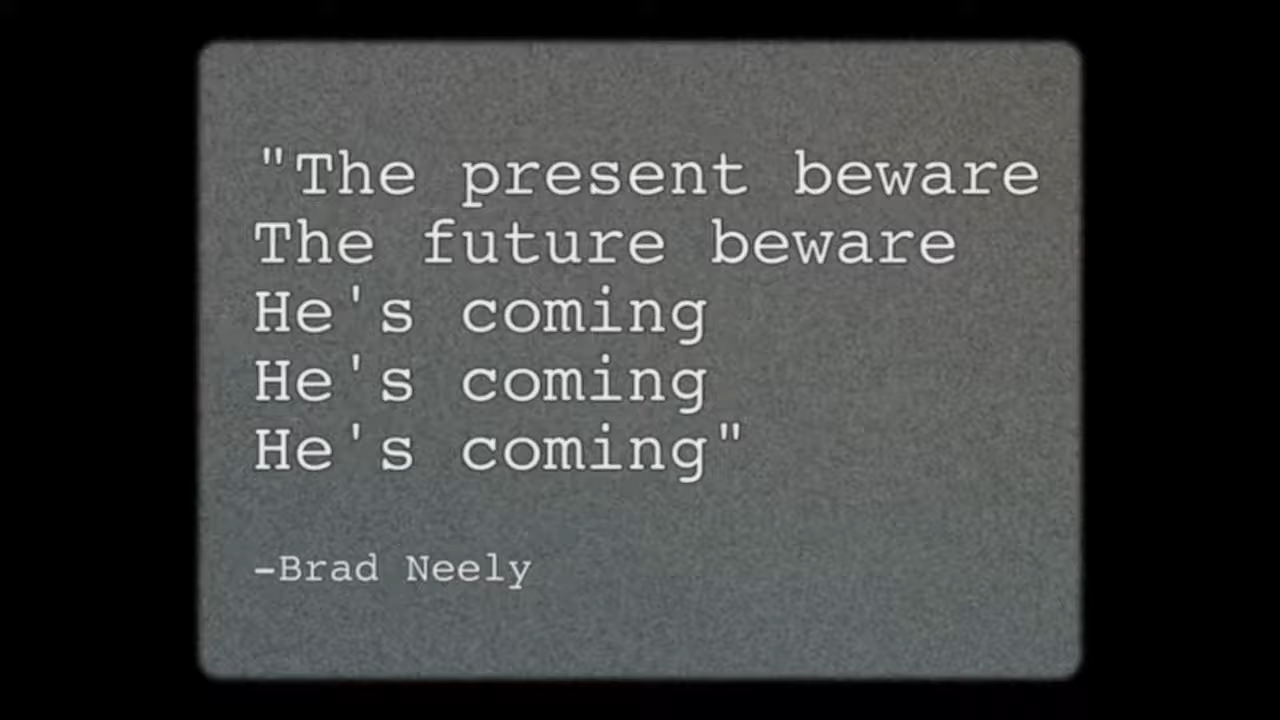 "The present beware
The future beware
He's coming
He's coming
He's coming"
-Brad Neely